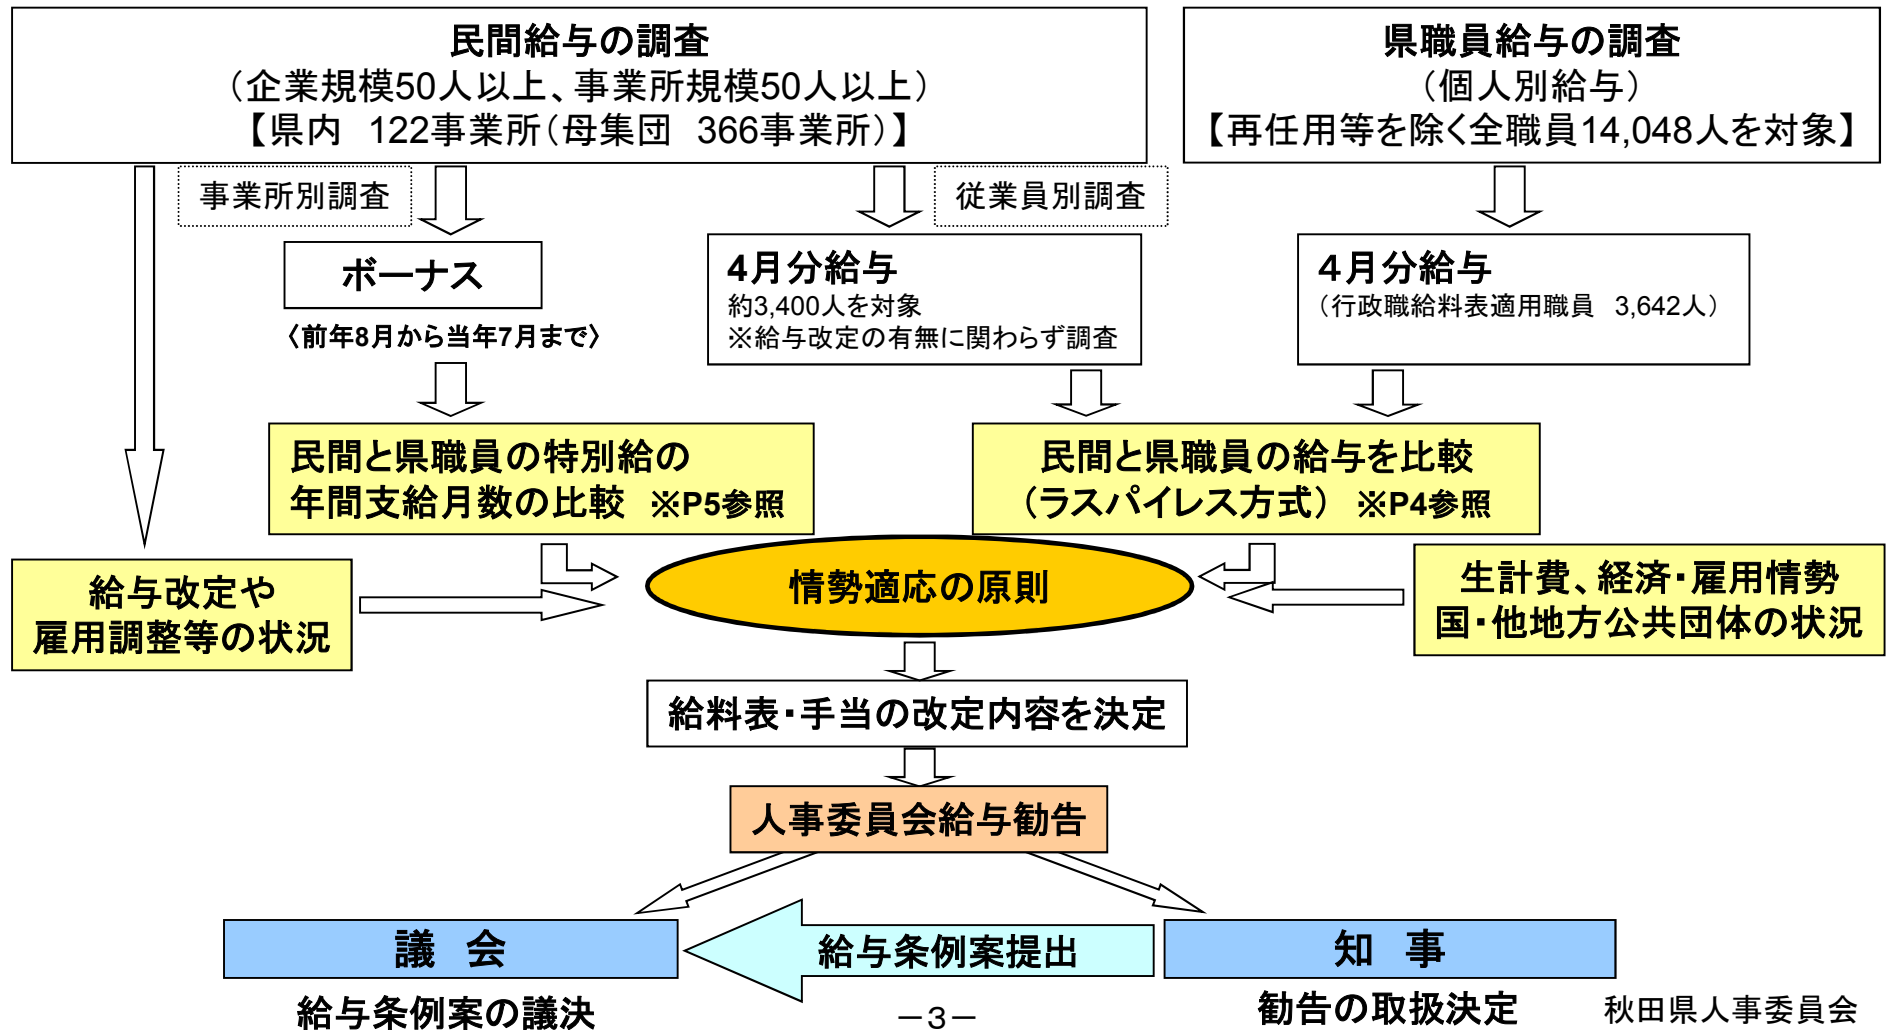 民間給与の調査
（企業規模50人以上、事業所規模50人以上）
【県内　122事業所（母集団　366事業所）】
県職員給与の調査
（個人別給与）
【再任用等を除く全職員14,048人を対象】
事業所別調査
従業員別調査
ボーナス
〈前年8月から当年7月まで〉
4月分給与
約3,400人を対象
※給与改定の有無に関わらず調査
４月分給与
（行政職給料表適用職員　3,642人）
民間と県職員の特別給の
年間支給月数の比較　※P5参照
民間と県職員の給与を比較
（ラスパイレス方式）　※P4参照
給与改定や
雇用調整等の状況
情勢適応の原則
生計費、経済・雇用情勢
国・他地方公共団体の状況
給料表・手当の改定内容を決定
人事委員会給与勧告
議　会
給与条例案提出
知　事
給与条例案の議決
－3－
勧告の取扱決定
秋田県人事委員会